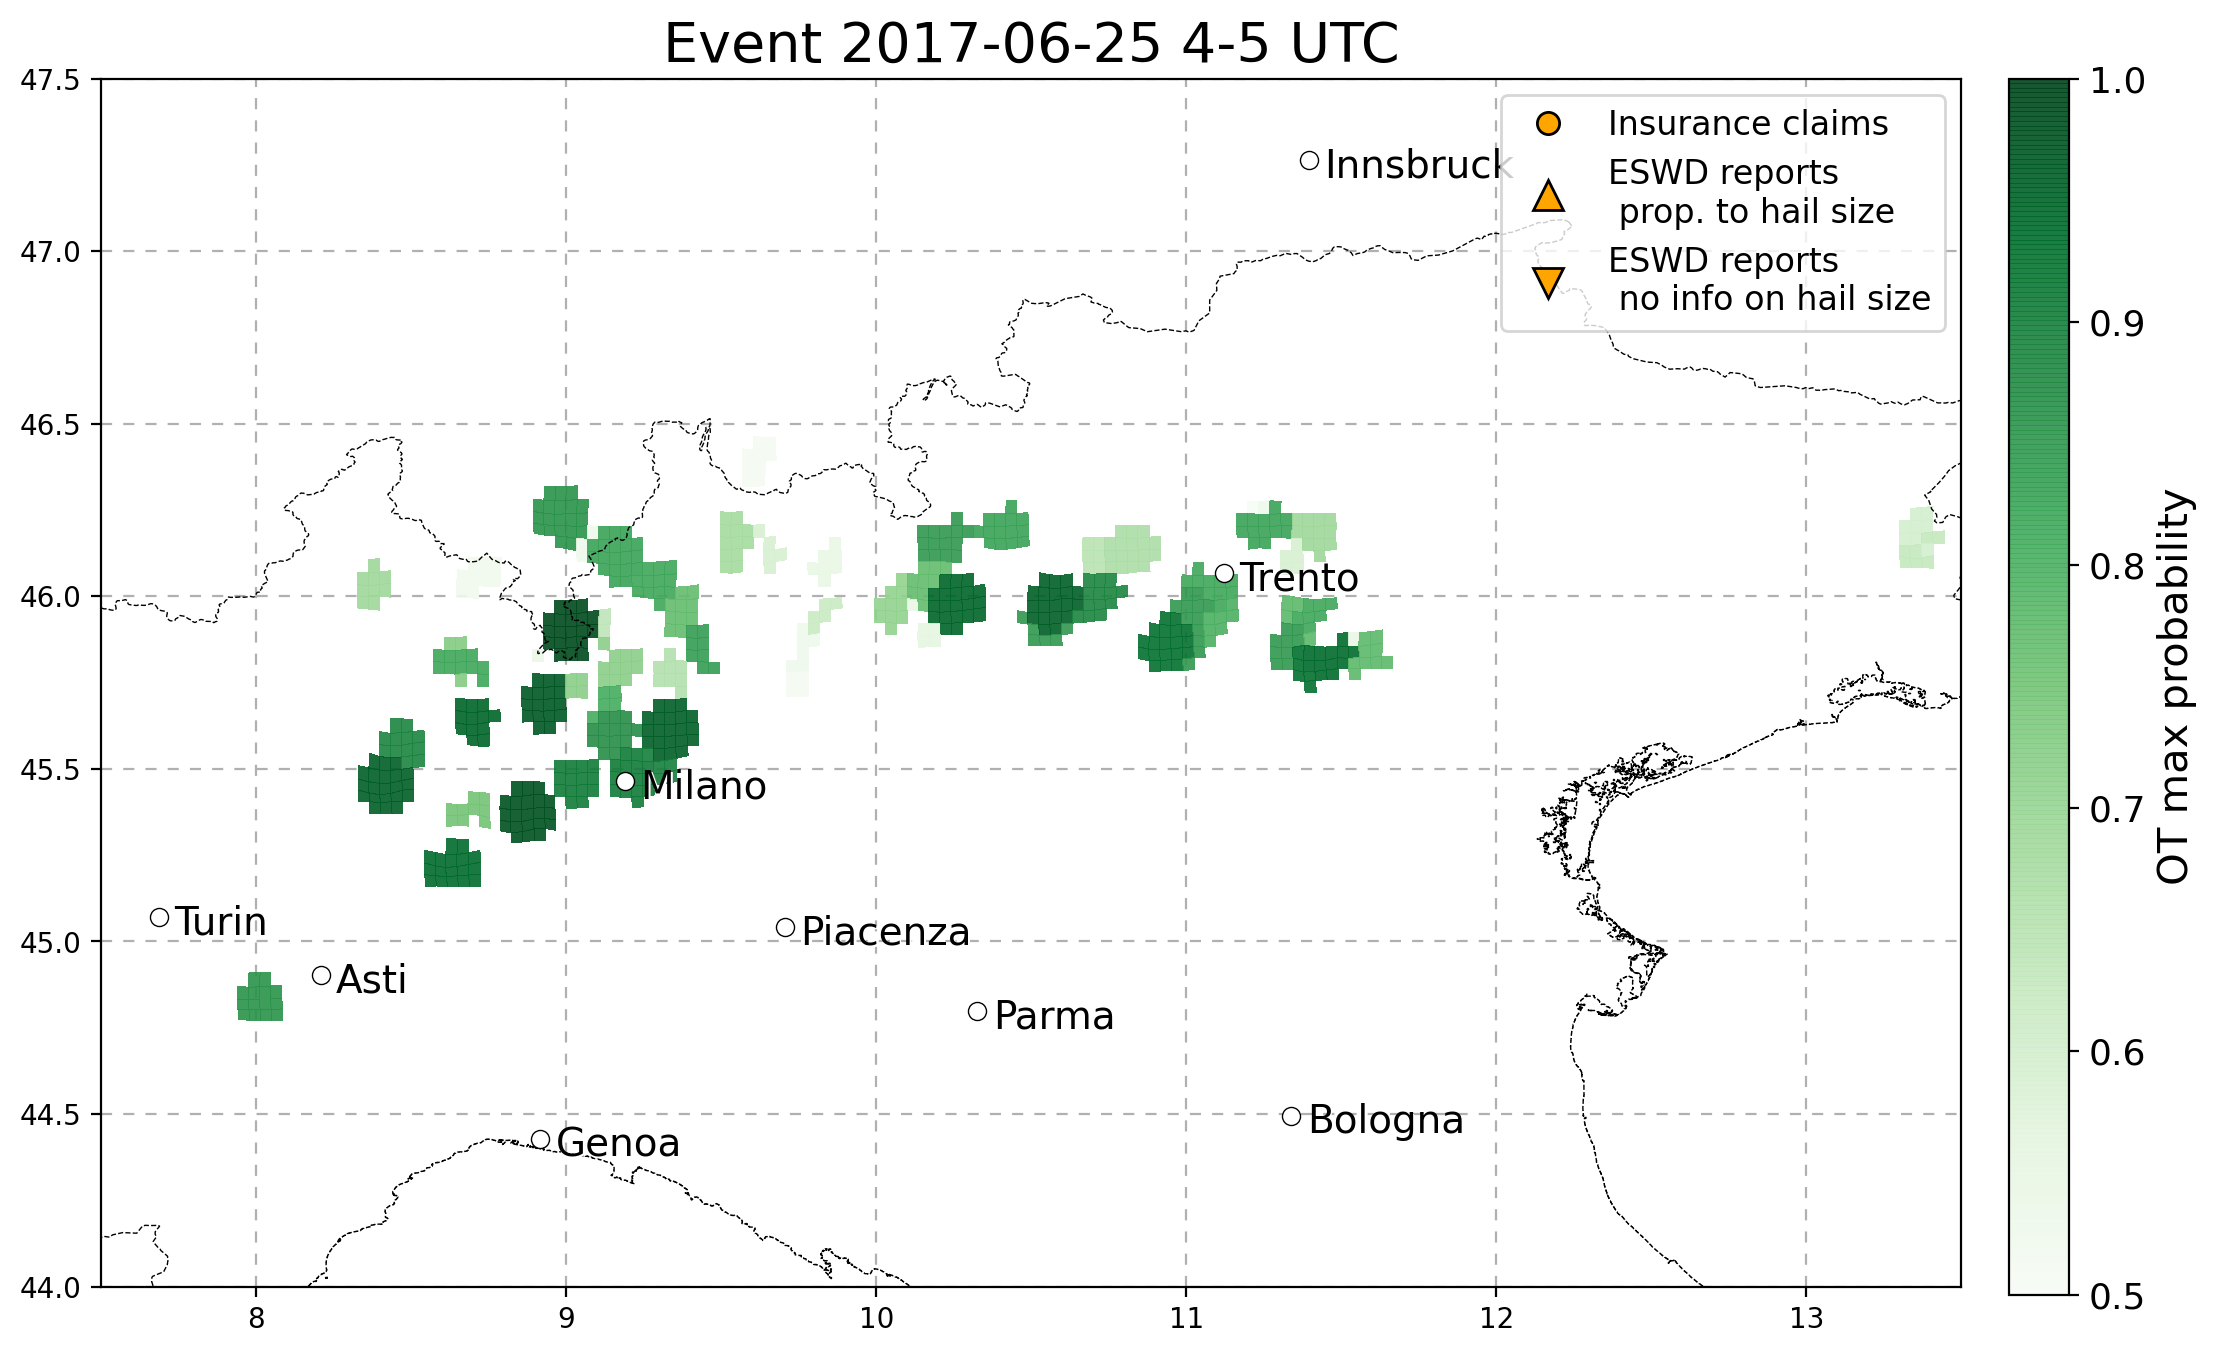 Event 2017-06-25 4-5 UTC
47.5
47.0
46.5
46.0
45.5
45.0
44.5
44.0
8
9
10
11
12
13
Insurance claims
ESWD reports
prop. to hail size
ESWD reports
no info on hail size
Innsbruck
Trento
Milano
Turin
Piacenza
Asti
Parma
Bologna
Genoa
1.0
0.9
0.8
0.7
0.6
0.5
OT max probability